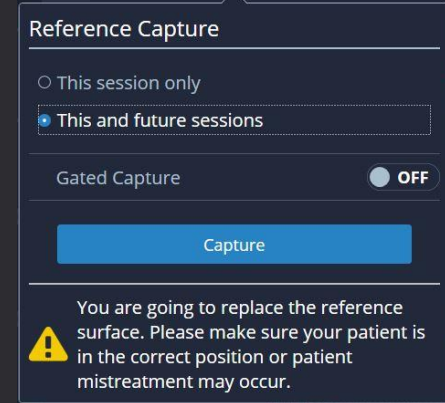 Reference Capture
This session only
This and future sessions
Gated Capture OFF
Capture
You are going to replace the reference
surface. Please make sure your patient is
in the correct position or patient
mistreatment may occur.